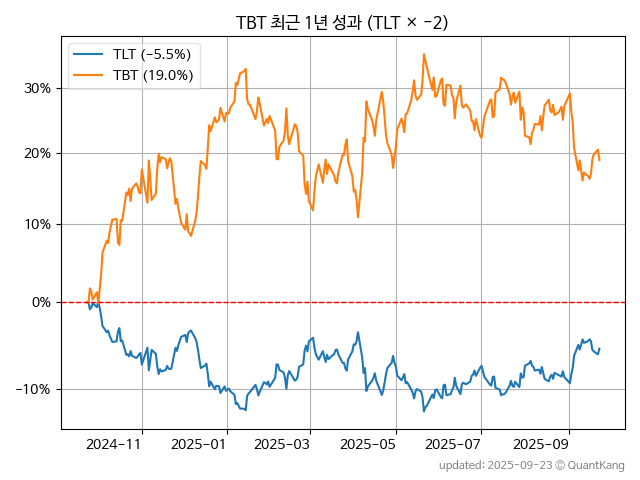 TBT 최근 1년 성과 (TLT × −2)
TLT (−5.5%)
TBT (19.0%)
30%
20%
10%
0%
−10%
2024-11
2025-01
2025-03
2025-05
2025-07
2025-09
updated: 2025-09-23 © QuantKang